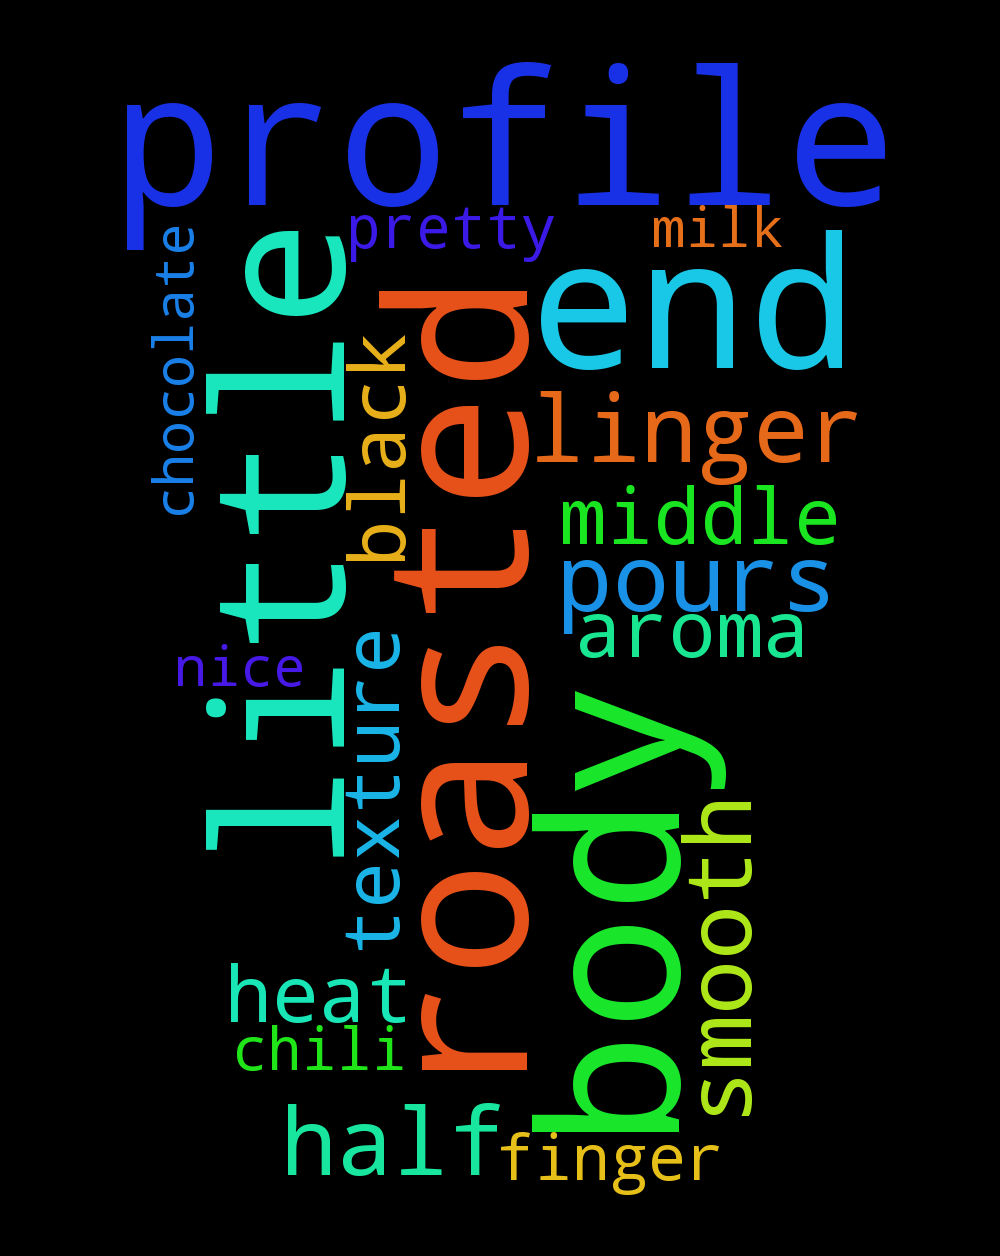 profile
pretty
milk
chocolate
little
black
roasted
end
linger
middle
pours
aroma
nice
texture
body
smooth
heat
chili
half
finger